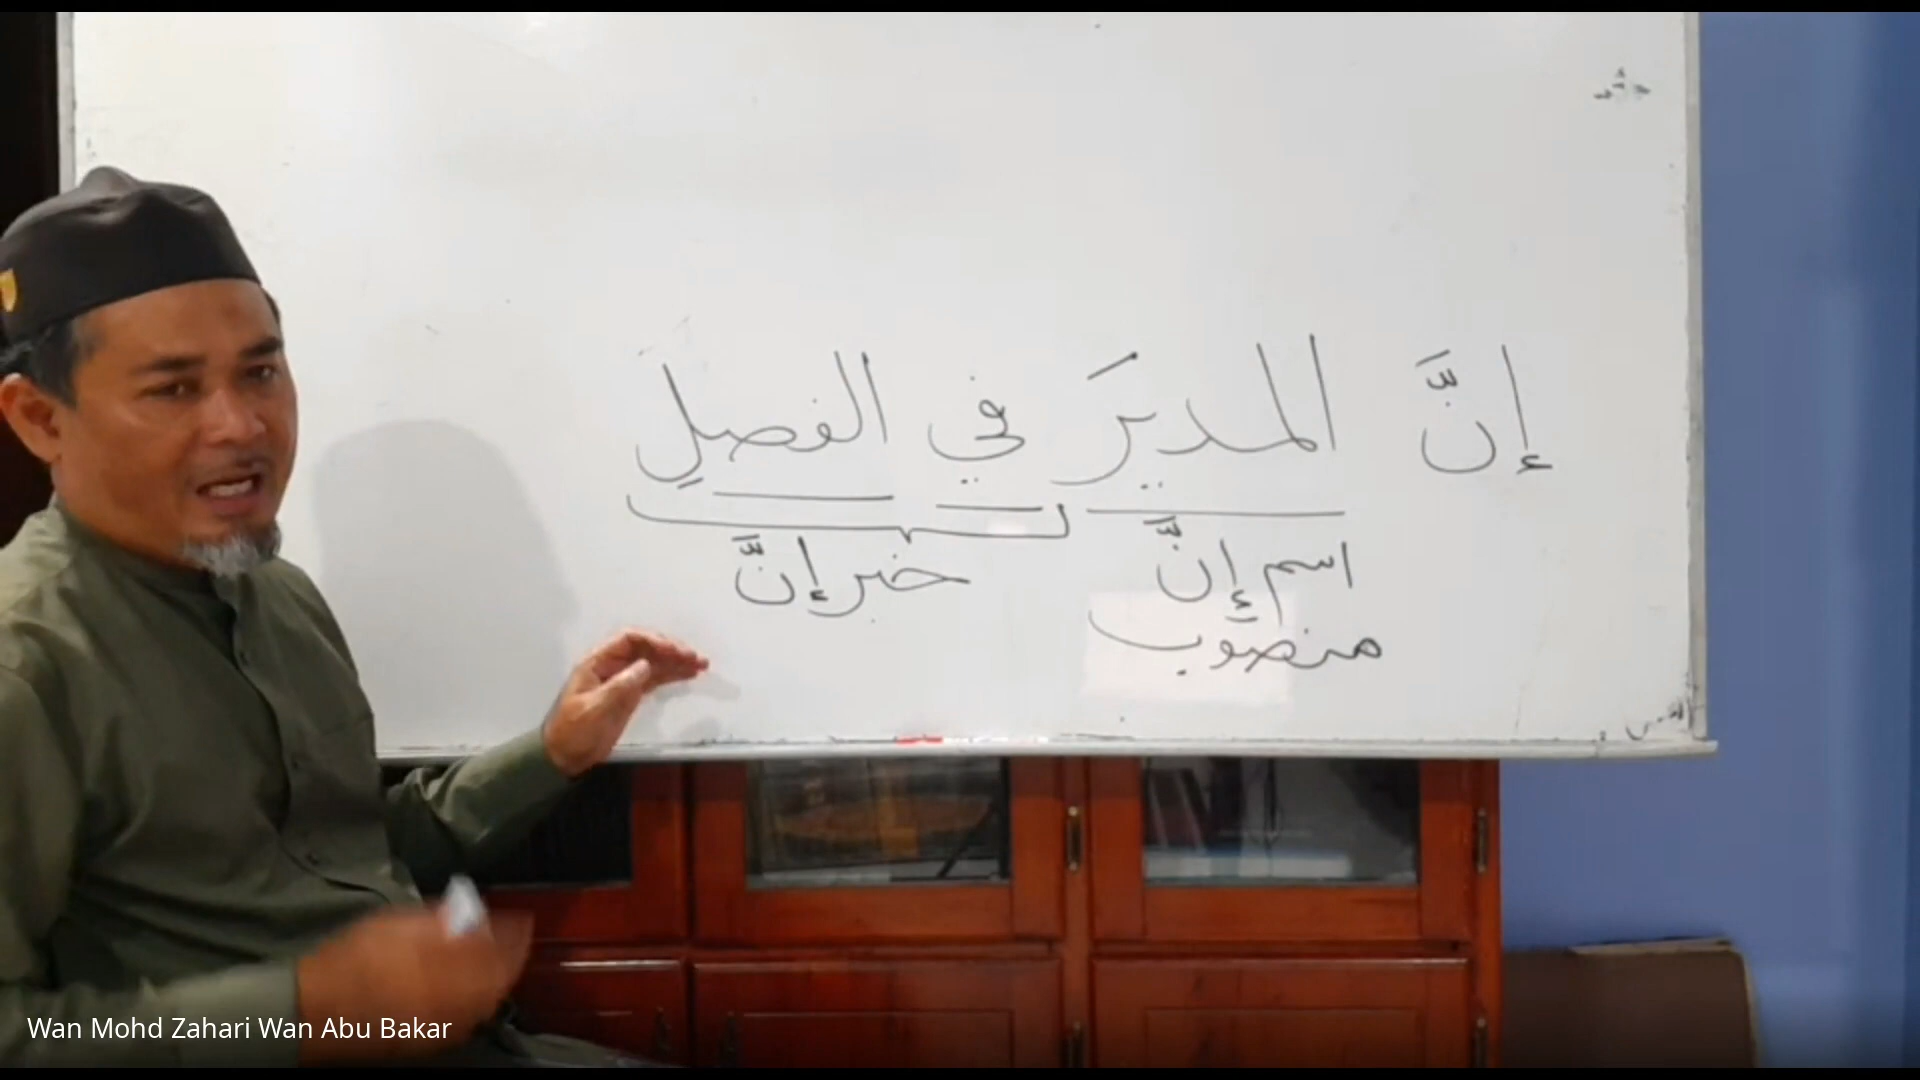 إنَّ المديرَ في الفصلِ
اسم إنَّ خبر إنَّ
منصوب
Wan Mohd Zahari Wan Abu Bakar